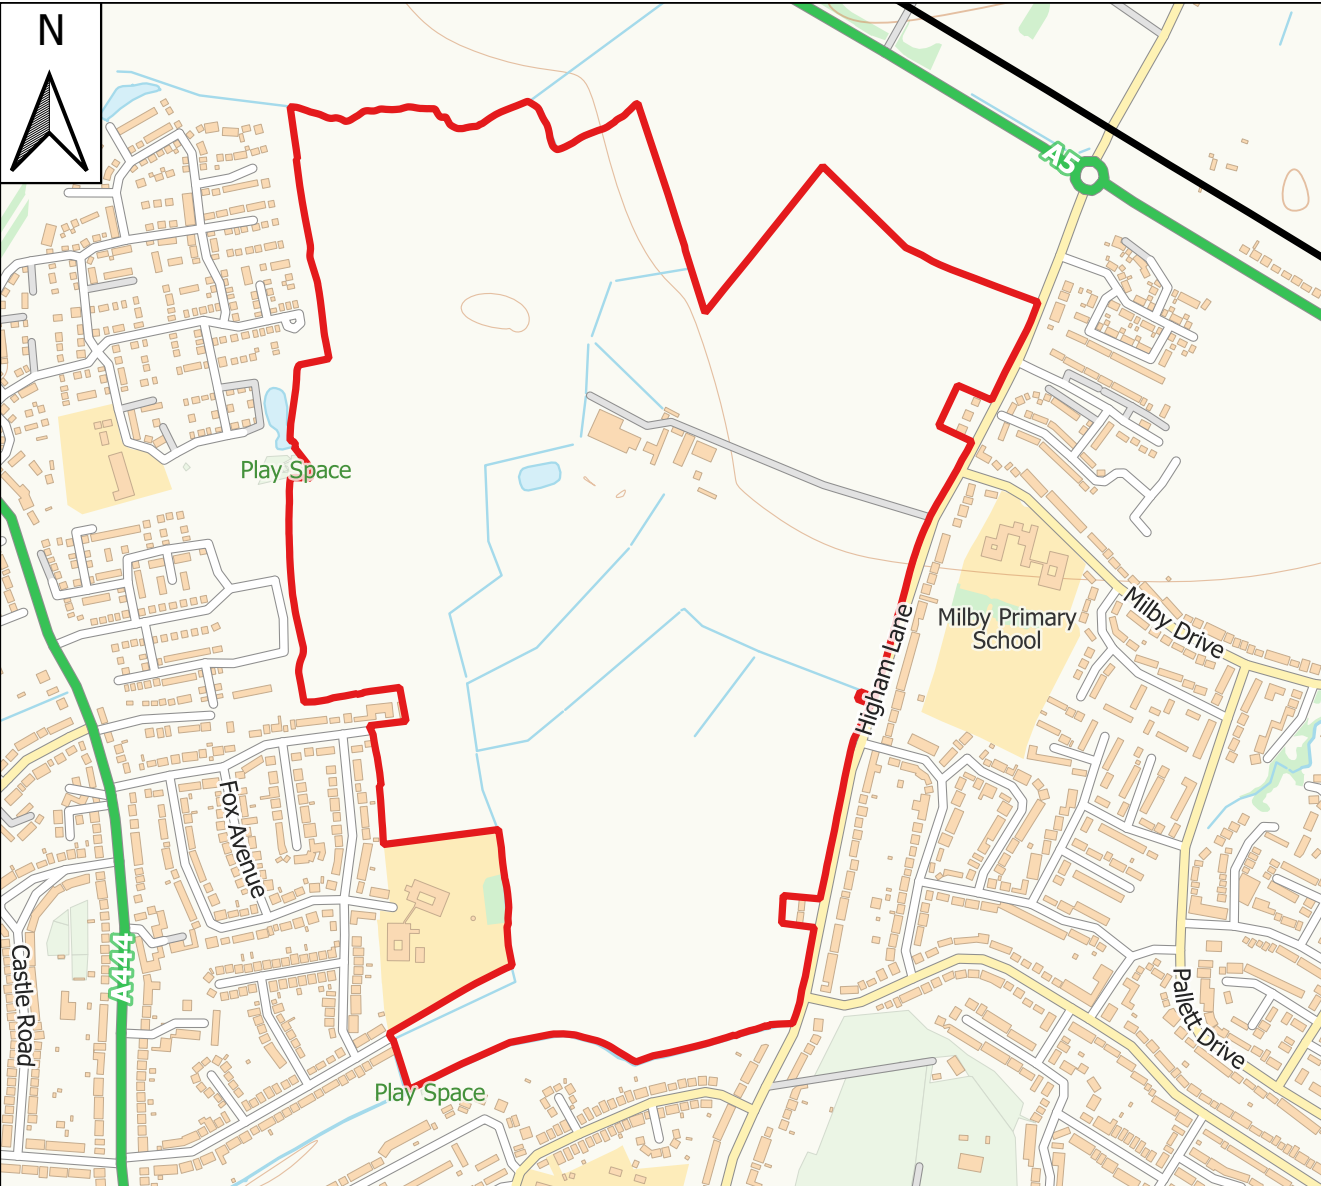 N
A5
Play Space
Milby Primary
School
Milby Drive
Higham Lane
Fox Avenue
A444
Castle Road
Pallett Drive
Play Space